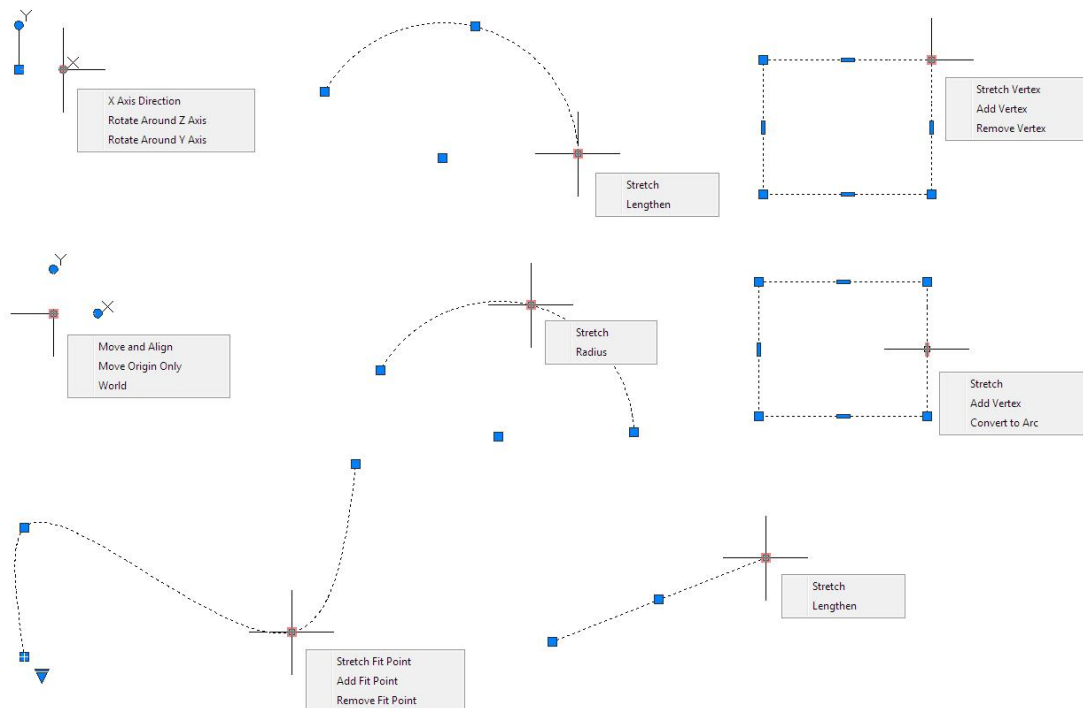 Y
X
X Axis Direction
Rotate Around Z Axis
Rotate Around Y Axis
Stretch
Lengthen
Stretch Vertex
Add Vertex
Remove Vertex
Y
X
Move and Align
Move Origin Only
World
Stretch
Radius
Stretch
Add Vertex
Convert to Arc
Stretch Fit Point
Add Fit Point
Remove Fit Point
Stretch
Lengthen